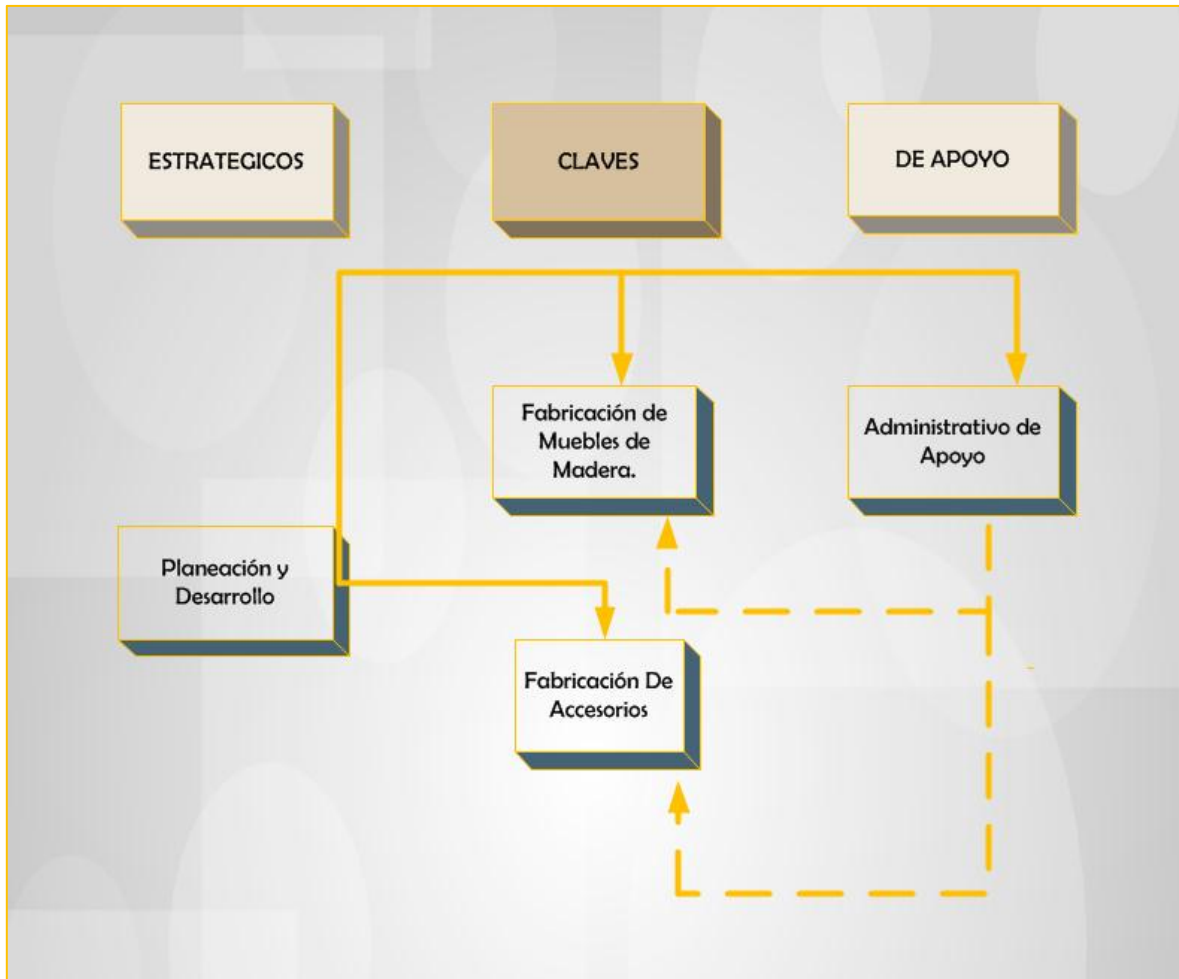 ESTRATEGICOS
CLAVES
DE APOYO
Fabricación de
Muebles de
Madera.
Administrativo de
Apoyo
Planeación y
Desarrollo
Fabricación De
Accesorios